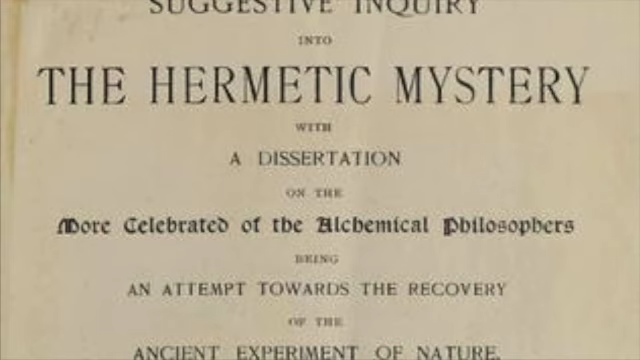 SUGGESTIVE INQUIRY
INTO
THE HERMETIC MYSTERY
WITH
A DISSERTATION
ON THE
More Celebrated of the Alchemical Philosophers
BEING
AN ATTEMPT TOWARDS THE RECOVERY
OF THE
ANCIENT EXPERIMENT OF NATURE.